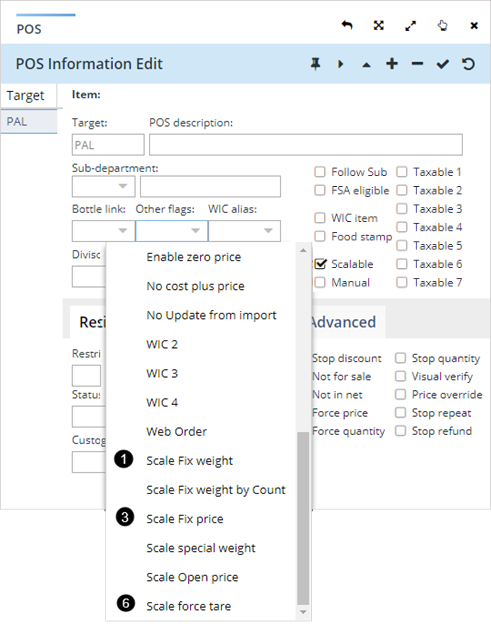 POS
POS Information Edit
Target
Item:
PAL
Target:
POS description:
PAL
Sub-department:
Follow Sub
Taxable 1
FSA eligible
Taxable 2
Bottle link:
Other flags:
WIC alias:
Taxable 3
WIC item
Taxable 4
Food stamp
Taxable 5
Scalable
Taxable 6
Manual
Taxable 7
Enable zero price
No cost plus price
No Update from import
Advanced
WIC 2
Stop discount
Stop quantity
WIC 3
Not for sale
Visual verify
WIC 4
Not in net
Price override
Force price
Stop repeat
Web Order
Force quantity
Stop refund
1 Scale Fix weight
Scale Fix weight by Count
3 Scale Fix price
Scale special weight
Scale Open price
6 Scale force tare